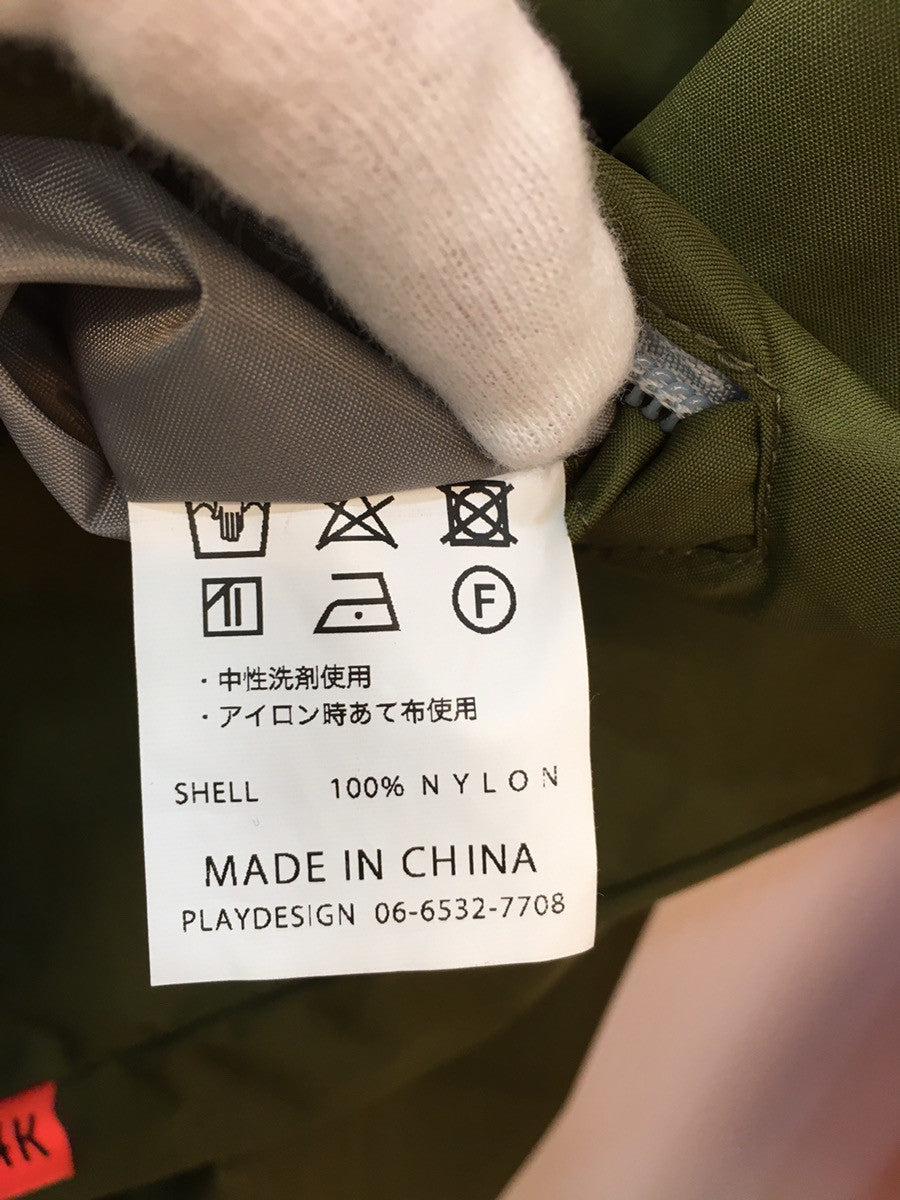 F
・中性洗剤使用
・アイロン時あて布使用
SHELL 100% NYLON
MADE IN CHINA
PLAYDESIGN 06-6532-7708